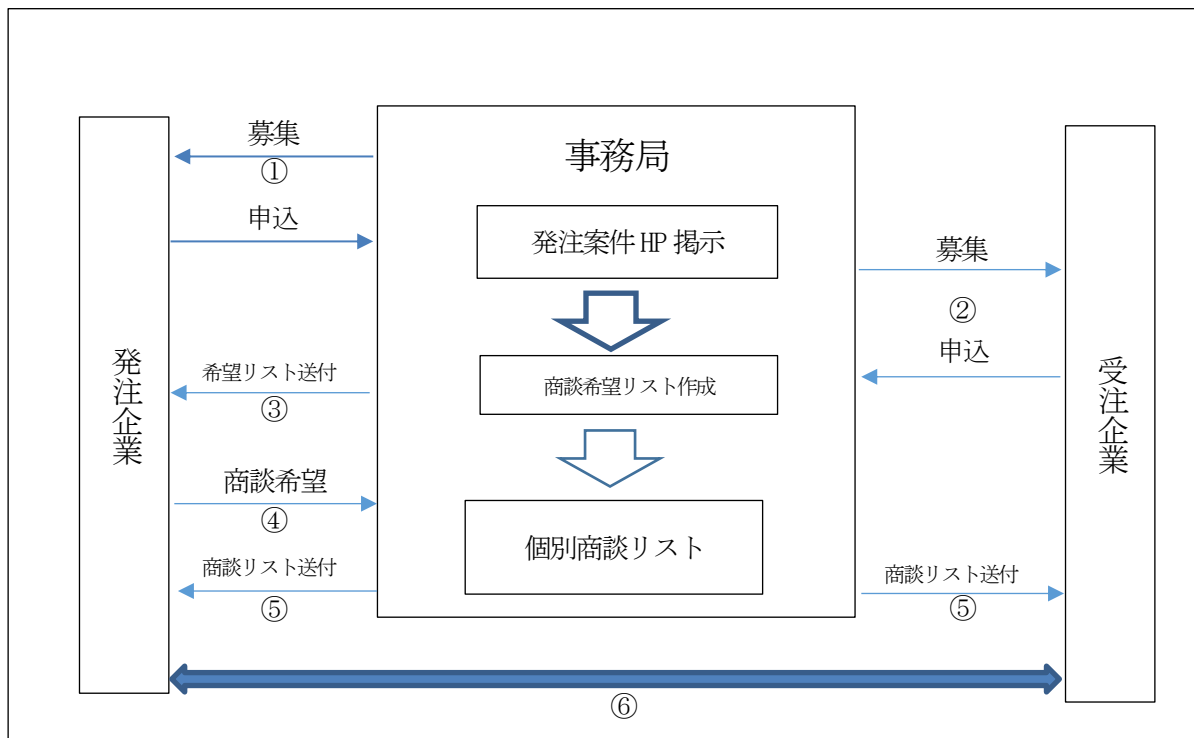 募集
①
申込
希望リスト送付
③
商談希望
④
商談リスト送付
⑤
発注企業
事務局
発注案件 HP 掲示
商談希望リスト作成
個別商談リスト
募集
②
申込
商談リスト送付
⑤
受注企業
⑥